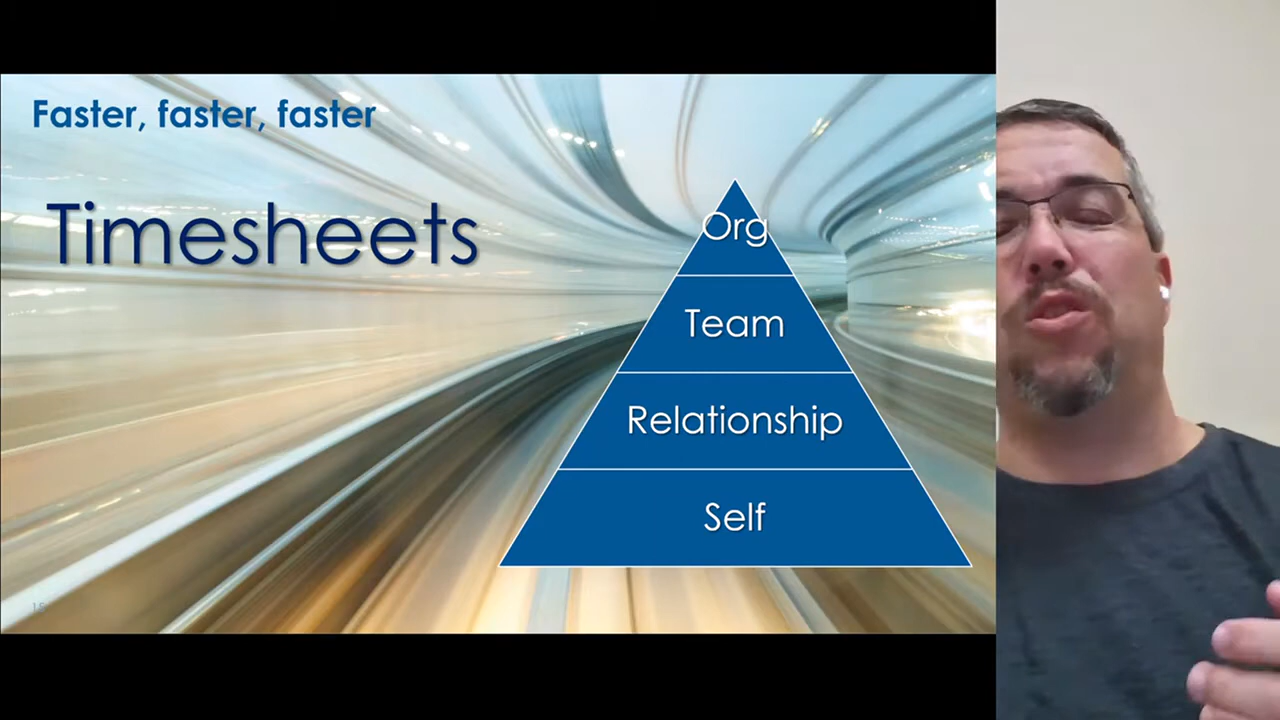 Faster, faster, faster
Timesheets
Org
Team
Relationship
Self